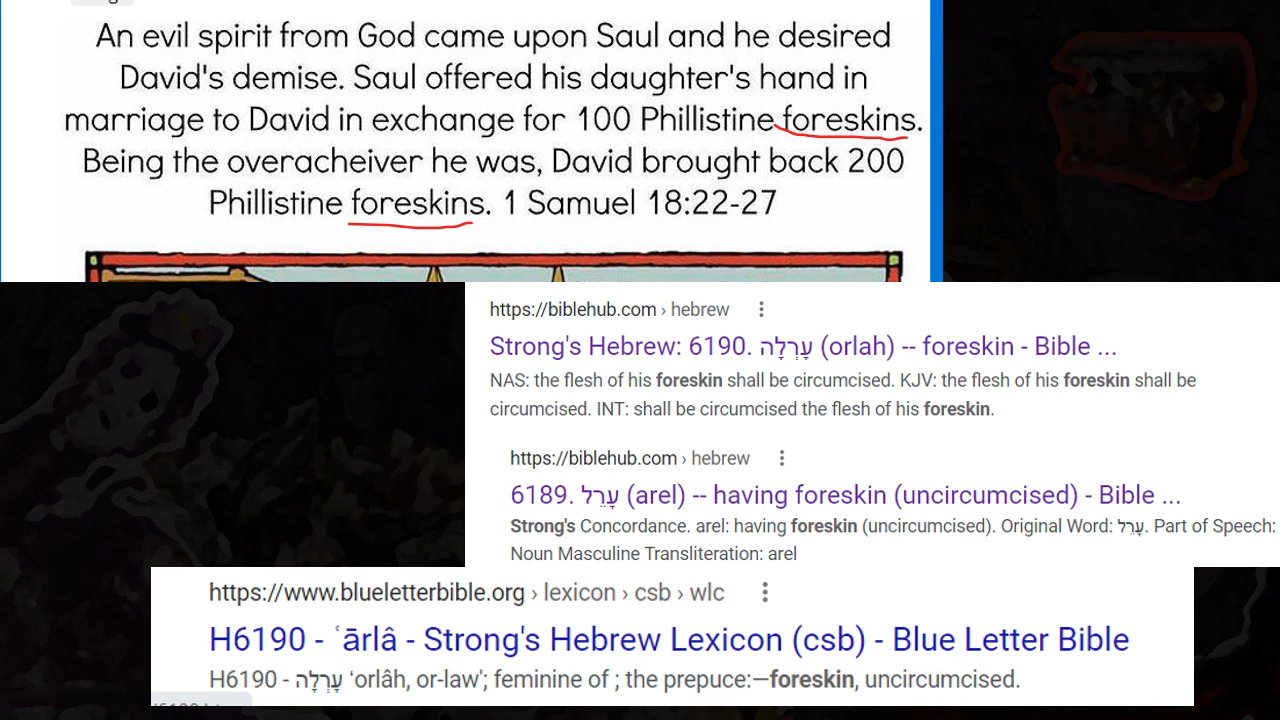 An evil spirit from God came upon Saul and he desired
David's demise. Saul offered his daughter's hand in
marriage to David in exchange for 100 Phillistine foreskins.
Being the overacheiver he was, David brought back 200
Phillistine foreskins. 1 Samuel 18:22-27
https://biblehub.com › hebrew
Strong's Hebrew: 6190. עָרְלָה (orlah) -- foreskin - Bible ...
NAS: the flesh of his foreskin shall be circumcised. KJV: the flesh of his foreskin shall be
circumcised. INT: shall be circumcised the flesh of his foreskin.
https://biblehub.com › hebrew
6189. עָרֵל (arel) -- having foreskin (uncircumcised) - Bible ...
Strong's Concordance. arel: having foreskin (uncircumcised). Original Word: עָרֵל. Part of Speech:
Noun Masculine Transliteration: arel
https://www.blueletterbible.org › lexicon › csb › wlc
H6190 - ʿārlâ - Strong's Hebrew Lexicon (csb) - Blue Letter Bible
H6190 - עָרְלָה ʻorlâh, or-law'; feminine of ; the prepuce:—foreskin, uncircumcised.